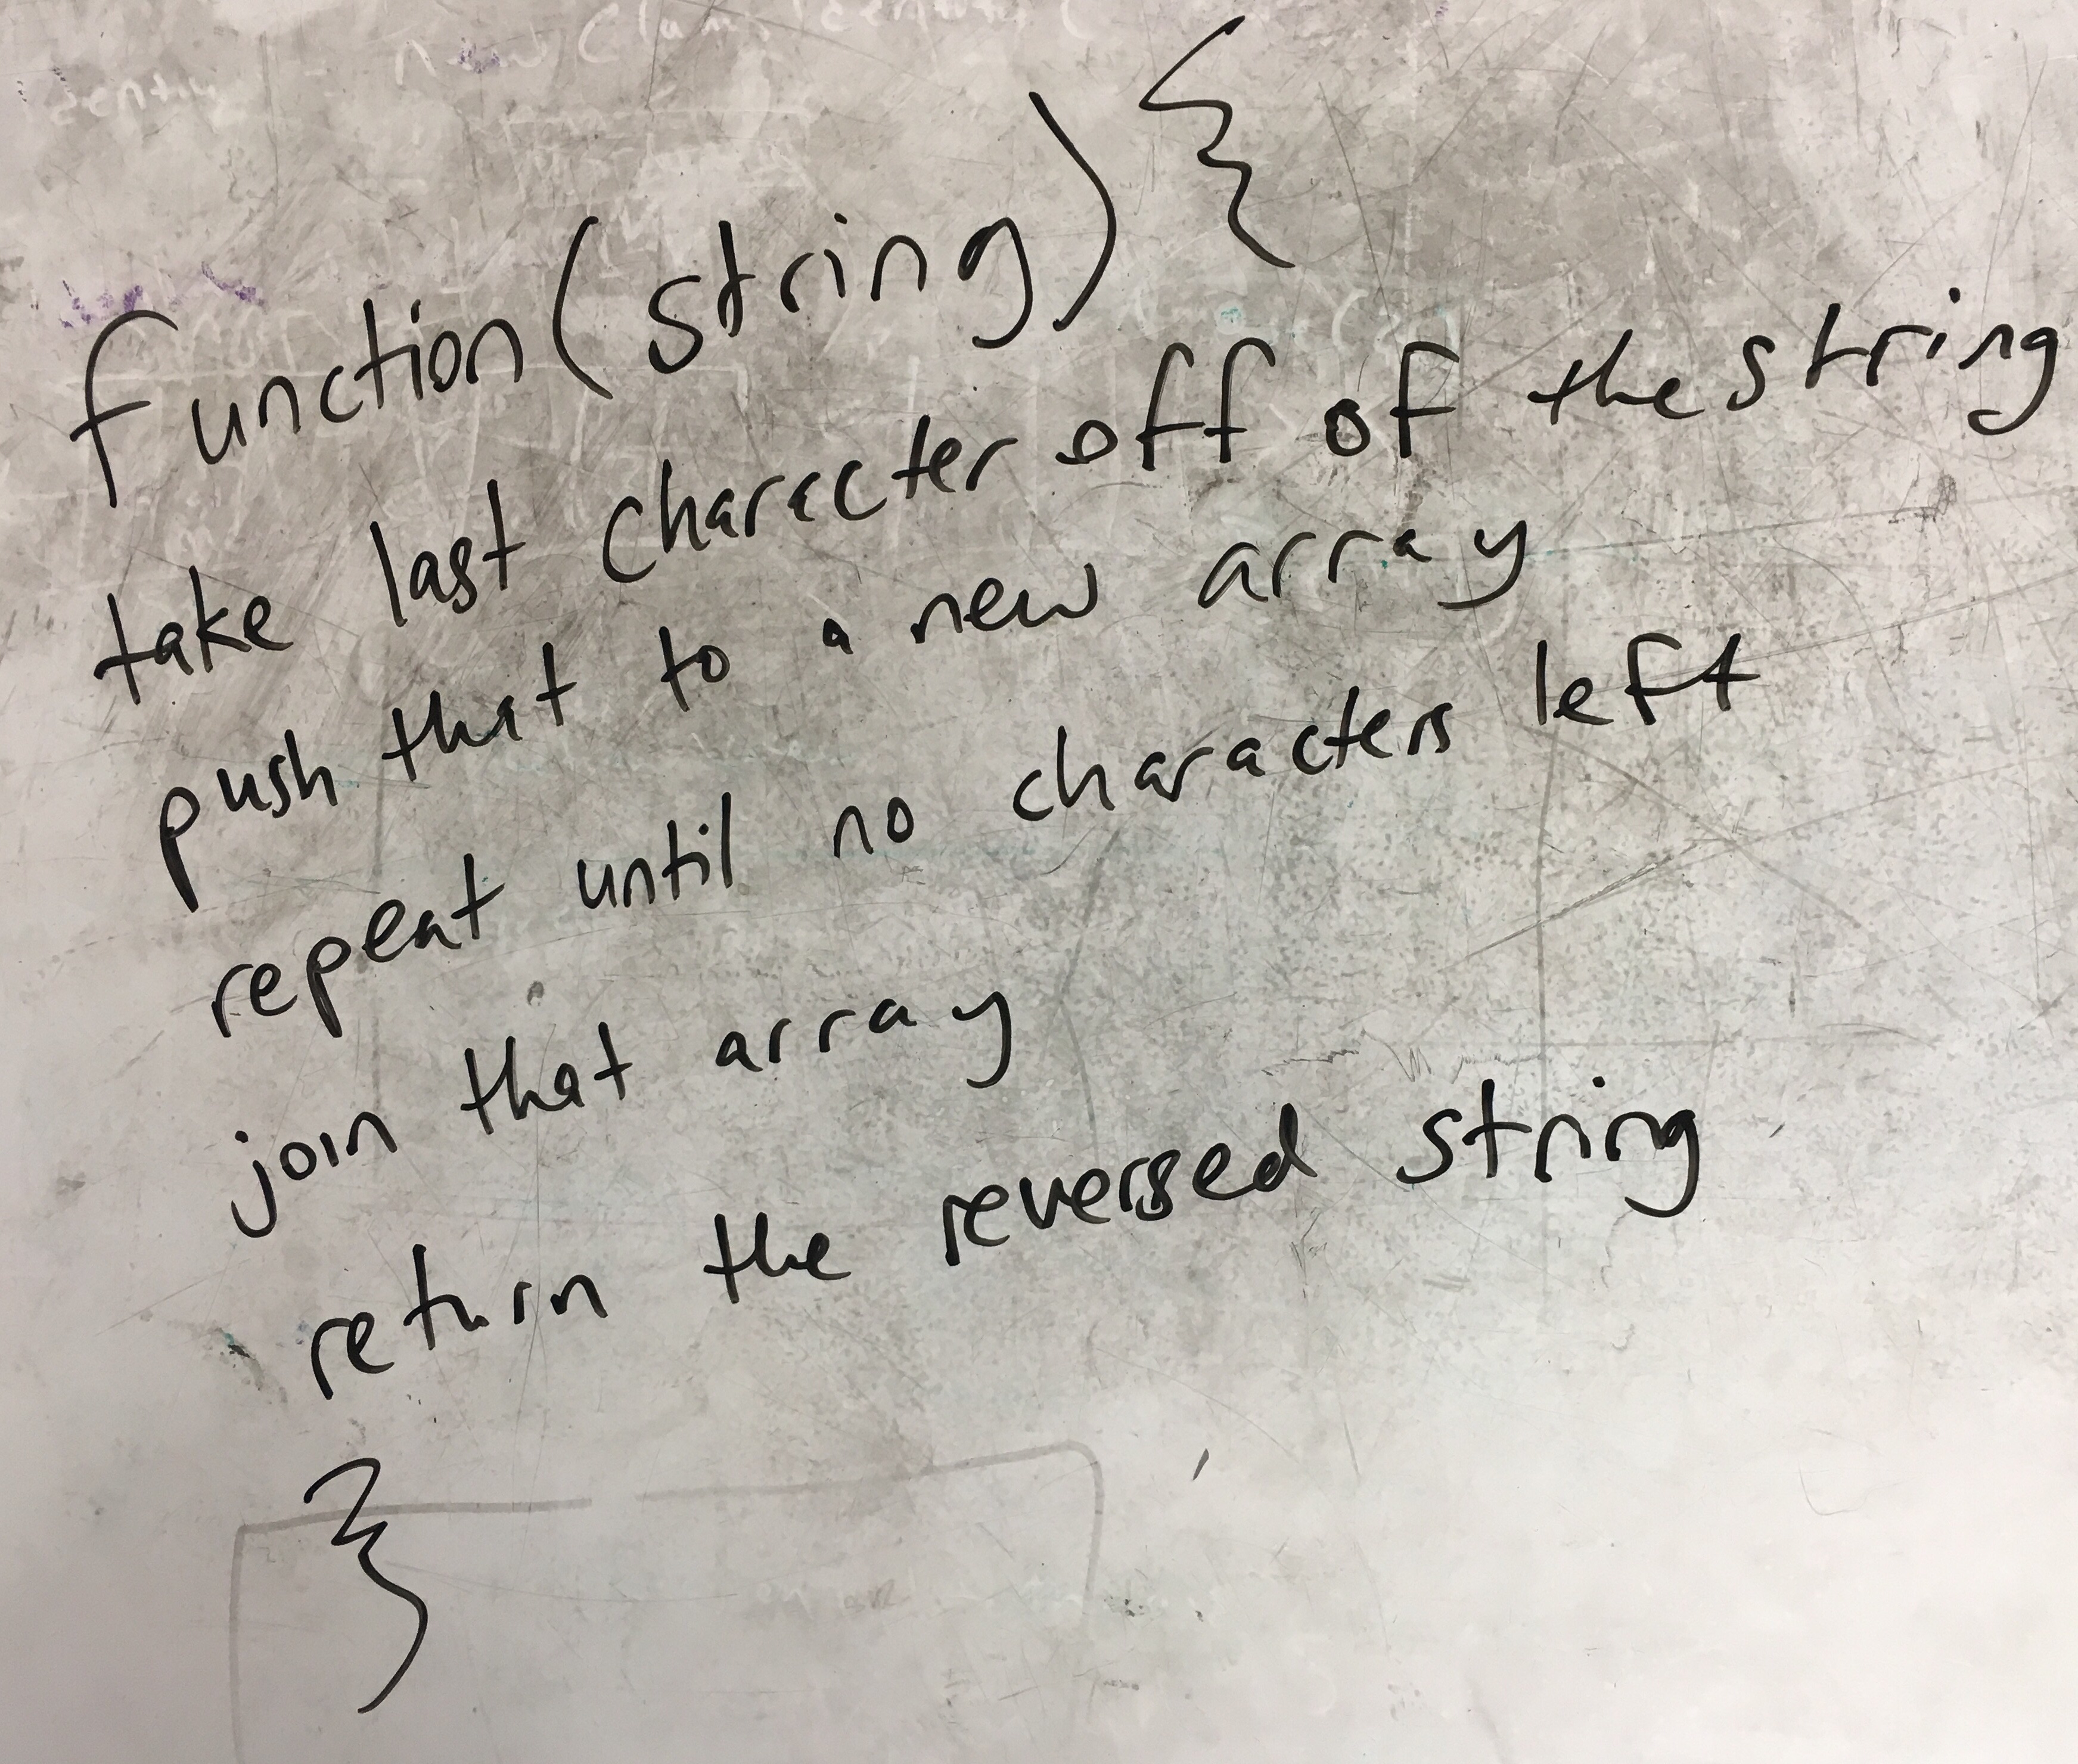 function(string){
take last character off of the string
push that to a new array
repeat until no characters left
join that array
return the reversed string
}